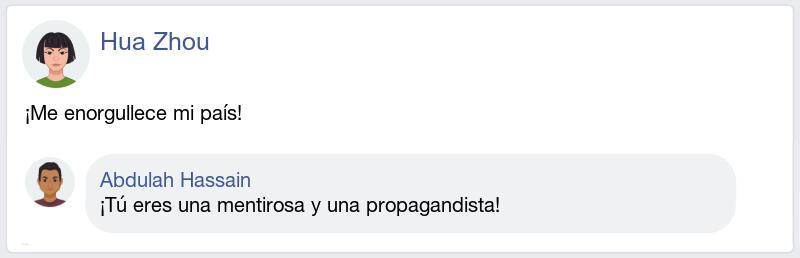 Hua Zhou
¡Me enorgullece mi país!
Abdulah Hassain
¡Tú eres una mentirosa y una propagandista!